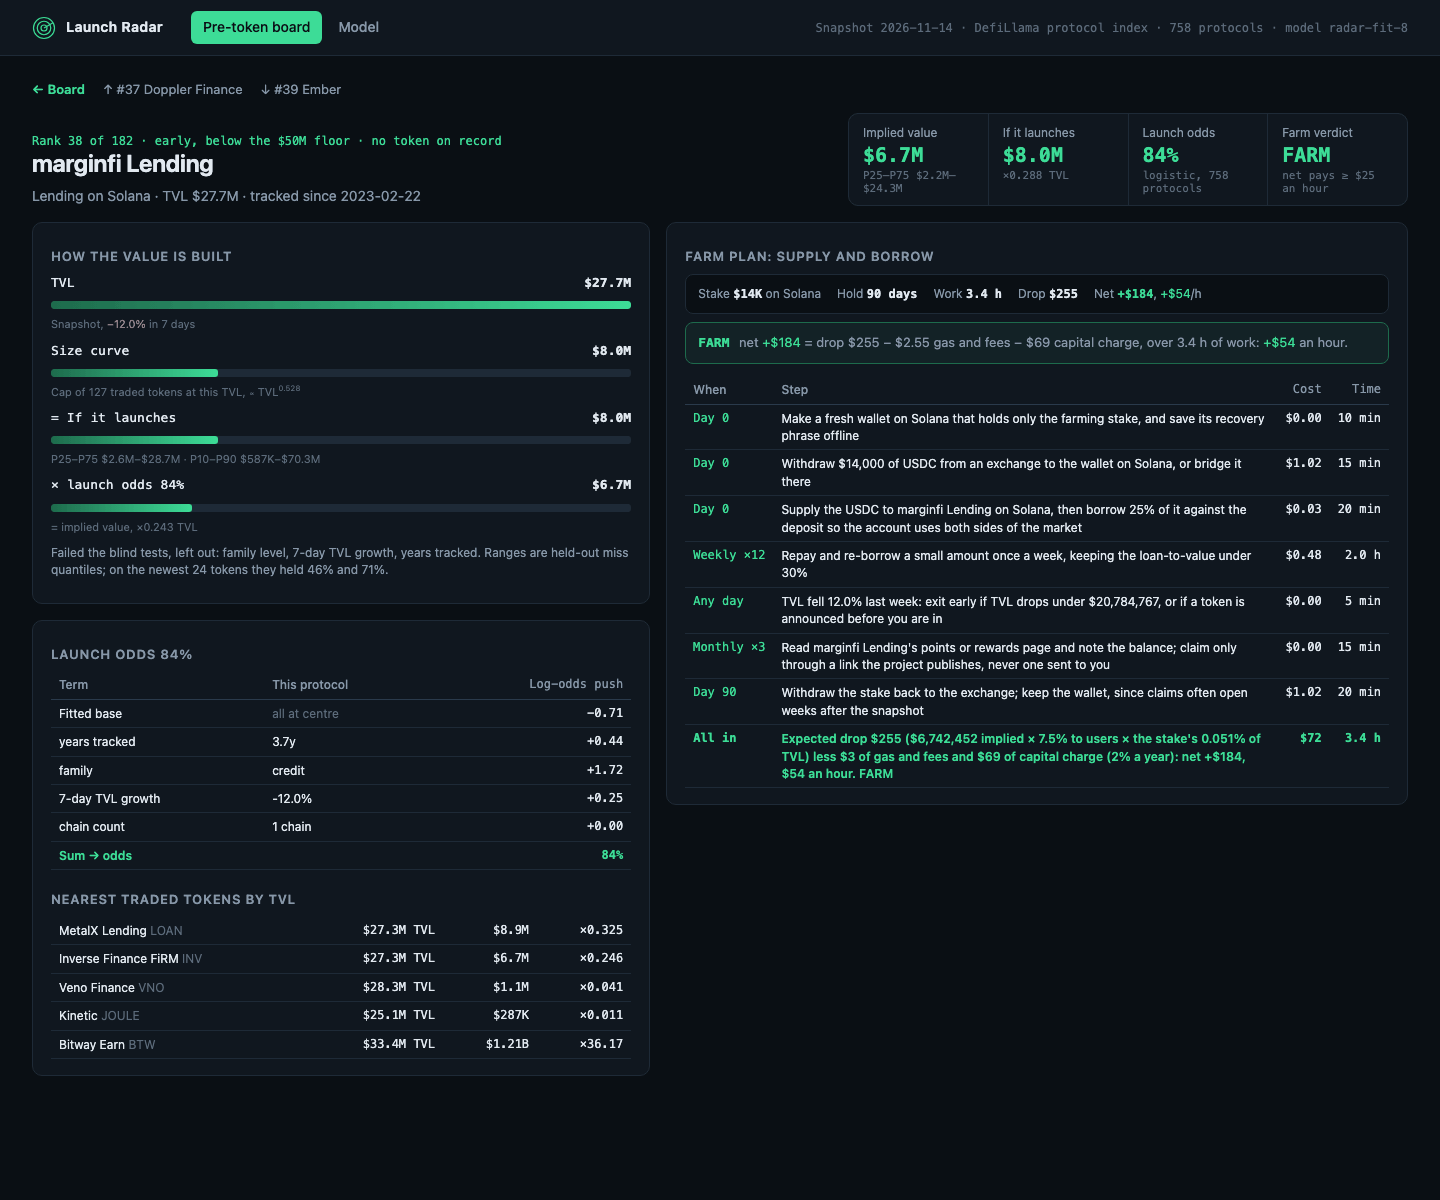 Launch Radar
Pre-token board
Model
Snapshot 2026-11-14 · DefiLlama protocol index · 758 protocols · model radar-fit-8
← Board
↑ #37 Doppler Finance
↓ #39 Ember
Rank 38 of 182 · early, below the $50M floor · no token on record
marginfi Lending
Lending on Solana · TVL $27.7M · tracked since 2023-02-22
Implied value
$6.7M
P25–P75 $2.2M–
$24.3M
If it launches
$8.0M
×0.288 TVL
Launch odds
84%
logistic, 758
protocols
Farm verdict
FARM
net pays ≥ $25
an hour
HOW THE VALUE IS BUILT
TVL $27.7M
Snapshot, −12.0% in 7 days
Size curve $8.0M
Cap of 127 traded tokens at this TVL, ∝ TVL^0.528
= If it launches $8.0M
P25–P75 $2.6M–$28.7M · P10–P90 $587K–$70.3M
× launch odds 84% $6.7M
= implied value, ×0.243 TVL
Failed the blind tests, left out: family level, 7-day TVL growth, years tracked. Ranges are held-out miss
quantiles; on the newest 24 tokens they held 46% and 71%.
LAUNCH ODDS 84%
Term This protocol Log-odds push
Fitted base all at centre −0.71
years tracked 3.7y +0.44
family credit +1.72
7-day TVL growth -12.0% +0.25
chain count 1 chain +0.00
Sum → odds 84%
NEAREST TRADED TOKENS BY TVL
MetalX Lending LOAN $27.3M TVL $8.9M ×0.325
Inverse Finance FiRM INV $27.3M TVL $6.7M ×0.246
Veno Finance VNO $28.3M TVL $1.1M ×0.041
Kinetic JOULE $25.1M TVL $287K ×0.011
Bitway Earn BTW $33.4M TVL $1.21B ×36.17
FARM PLAN: SUPPLY AND BORROW
Stake $14K on Solana Hold 90 days Work 3.4 h Drop $255 Net +$184, +$54/h
FARM net +$184 = drop $255 − $2.55 gas and fees − $69 capital charge, over 3.4 h of work: +$54 an hour.
When Step Cost Time
Day 0 Make a fresh wallet on Solana that holds only the farming stake, and save its recovery $0.00 10 min
phrase offline
Day 0 Withdraw $14,000 of USDC from an exchange to the wallet on Solana, or bridge it $1.02 15 min
there
Day 0 Supply the USDC to marginfi Lending on Solana, then borrow 25% of it against the $0.03 20 min
deposit so the account uses both sides of the market
Weekly ×12 Repay and re-borrow a small amount once a week, keeping the loan-to-value under $0.48 2.0 h
30%
Any day TVL fell 12.0% last week: exit early if TVL drops under $20,784,767, or if a token is $0.00 5 min
announced before you are in
Monthly ×3 Read marginfi Lending's points or rewards page and note the balance; claim only $0.00 15 min
through a link the project publishes, never one sent to you
Day 90 Withdraw the stake back to the exchange; keep the wallet, since claims often open $1.02 20 min
weeks after the snapshot
All in Expected drop $255 ($6,742,452 implied × 7.5% to users × the stake's 0.051% of $72 3.4 h
TVL) less $3 of gas and fees and $69 of capital charge (2% a year): net +$184,
$54 an hour. FARM